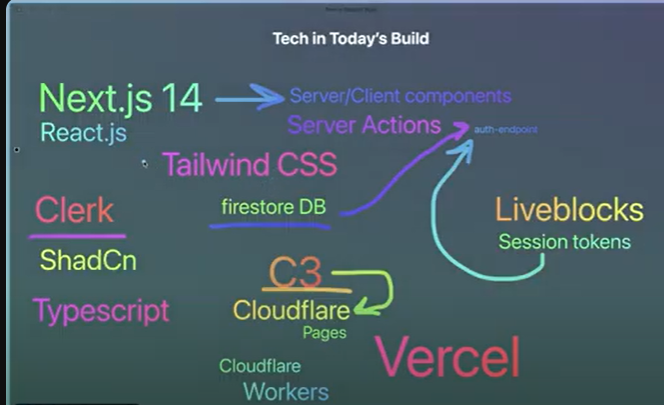 Tech in Today's Build
Next.js 14
Server/Client components
React.js
Server Actions
auth-endpoint
Tailwind CSS
Clerk
firestore DB
Liveblocks
Session tokens
ShadCn
C3
Typescript
Cloudflare
Pages
Vercel
Cloudflare
Workers